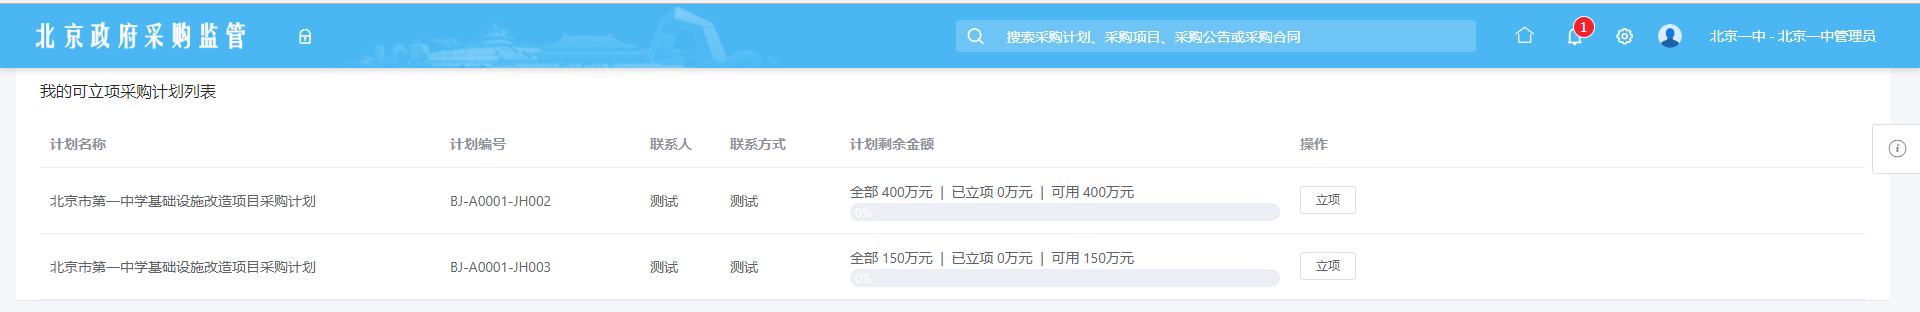 北京政府采购监管
搜索采购计划、采购项目、采购公告或采购合同
1
北京一中 - 北京一中管理员
我的可立项采购计划列表
计划名称 计划编号 联系人 联系方式 计划剩余金额 操作
北京市第一中学基础设施改造项目采购计划 BJ-A0001-JH002 测试 测试 全部 400万元 | 已立项 0万元 | 可用 400万元 立项
0%
北京市第一中学基础设施改造项目采购计划 BJ-A0001-JH003 测试 测试 全部 150万元 | 已立项 0万元 | 可用 150万元 立项
0%